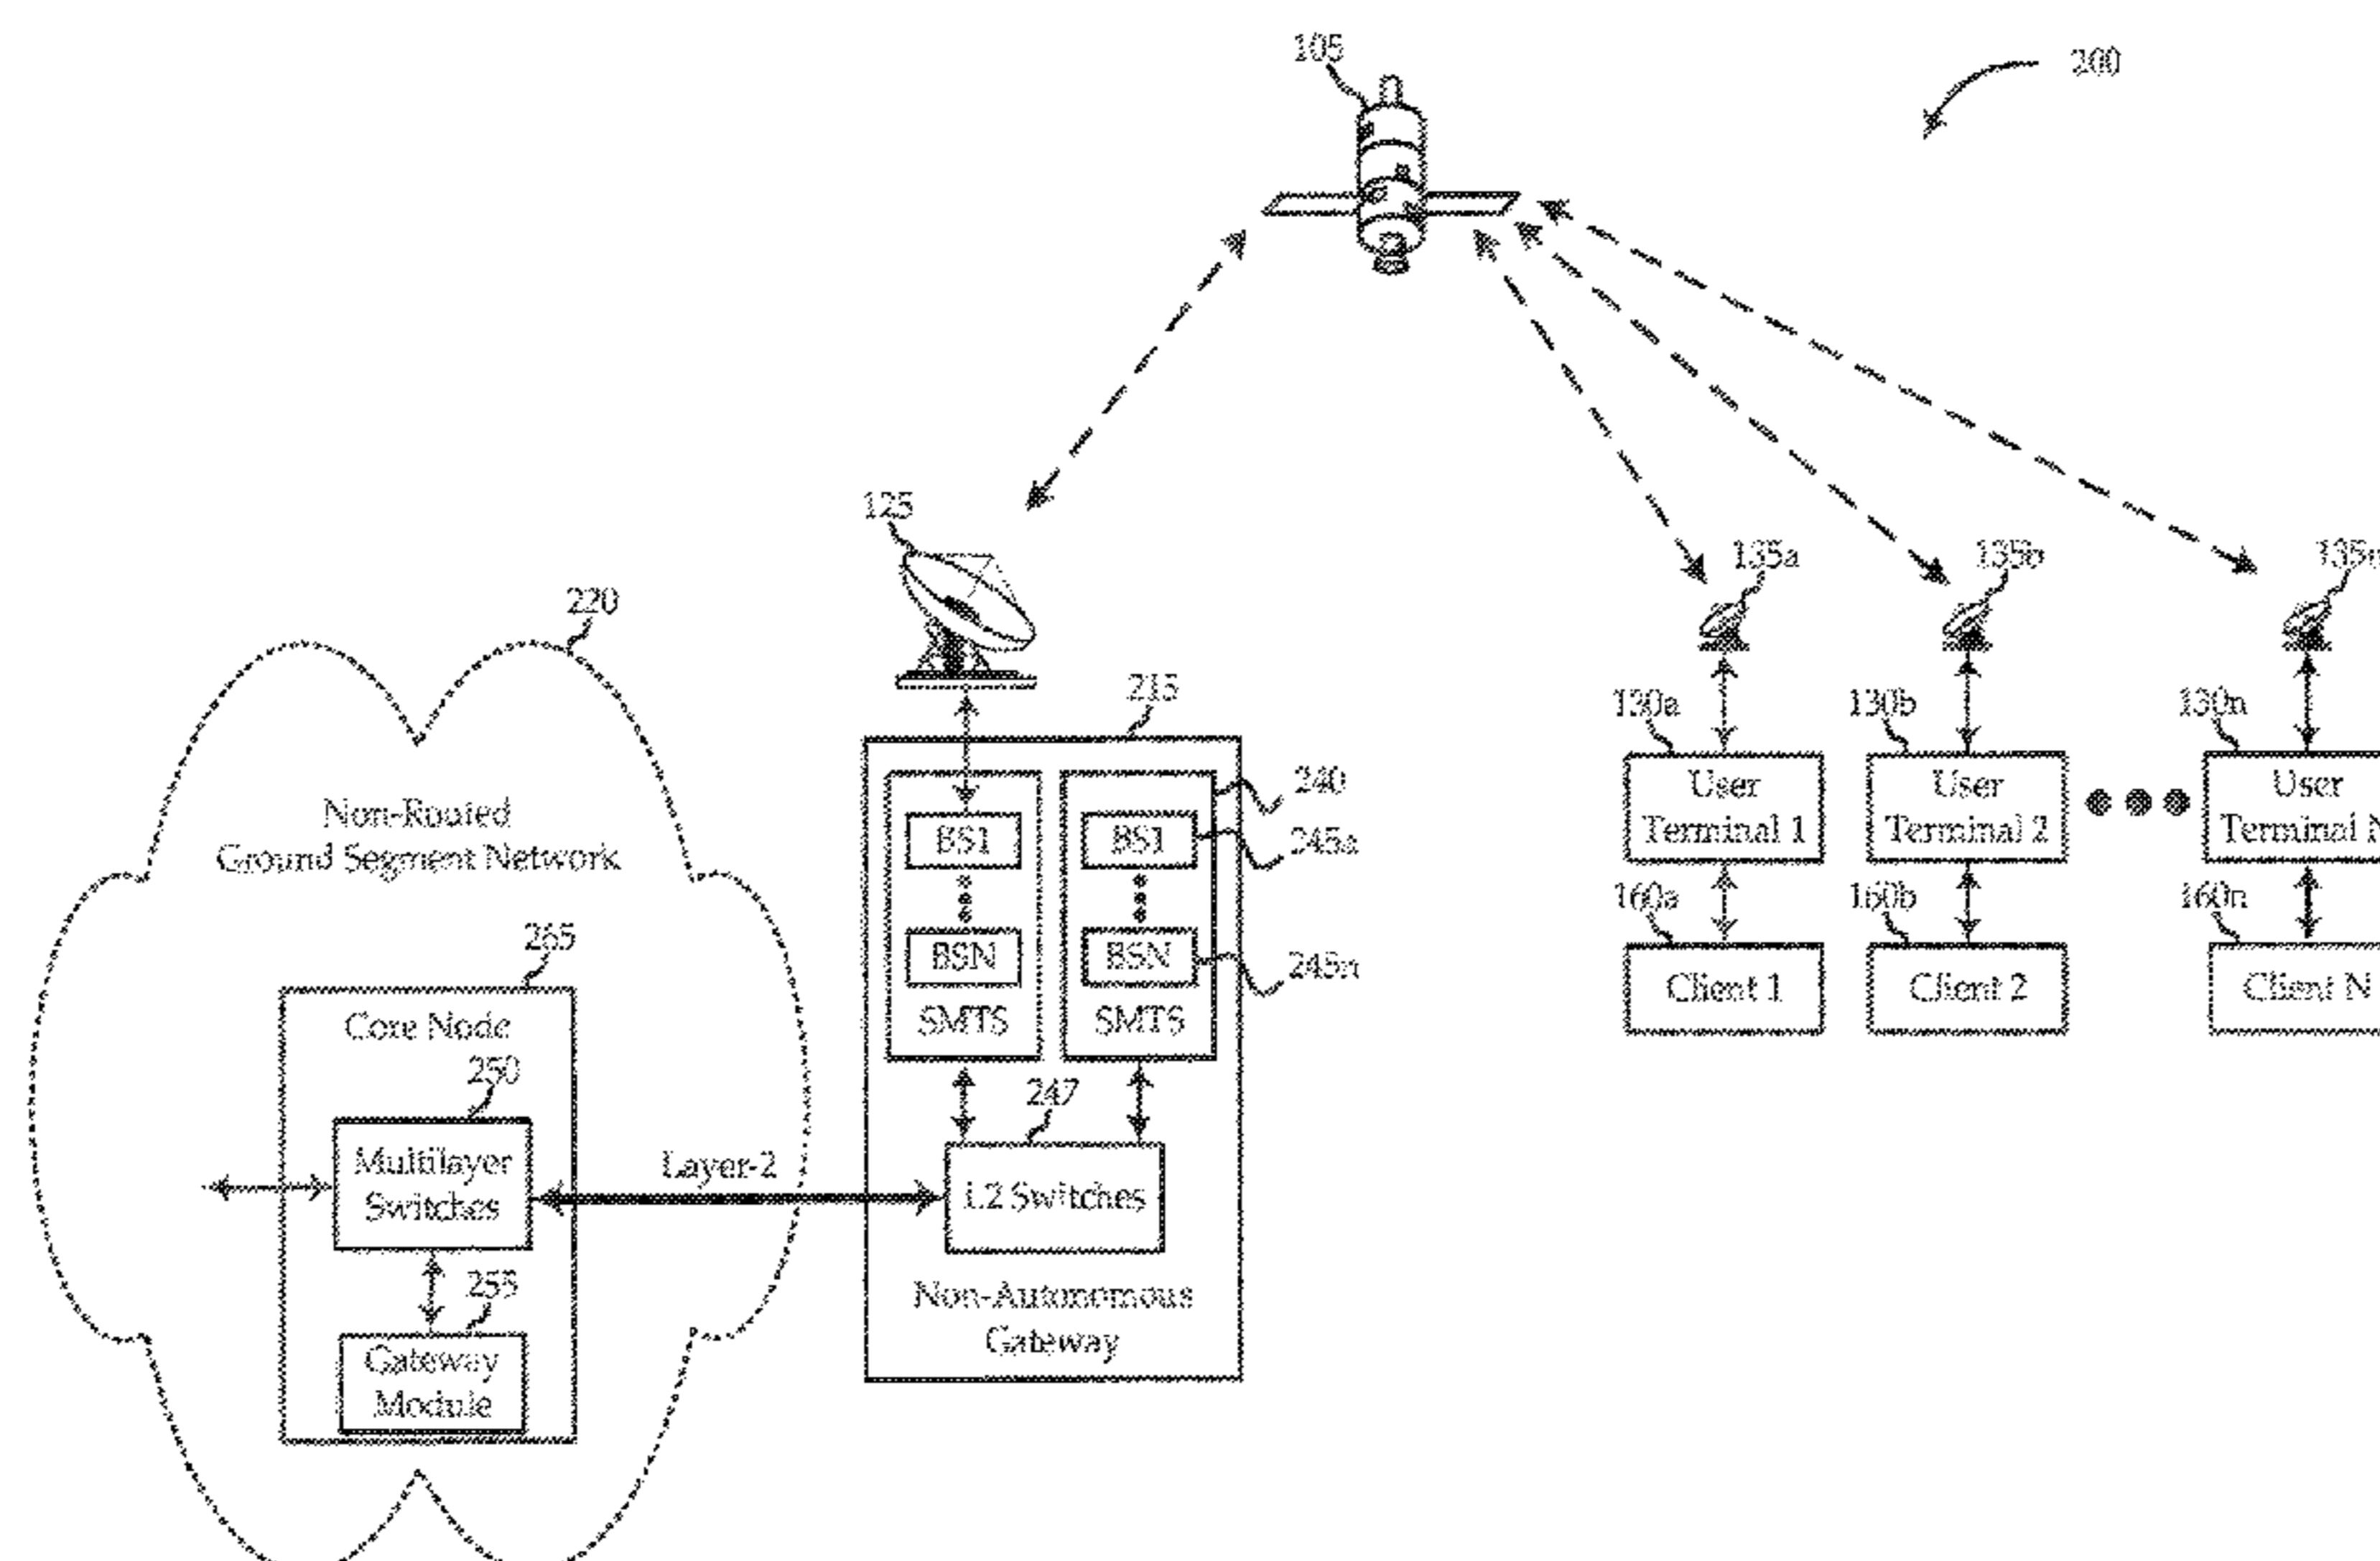 105
200
125
135a
135b
135n
220
215
130a
130b
130n
240
User
Terminal 1
User
Terminal 2
User
Terminal N
Non-Routed
Ground Segment Network
BS1
BS1
245a
160a
160b
160n
265
BSN
BSN
245n
Client 1
Client 2
Client N
Core Node
SMTS
SMTS
250
247
Multilayer
Switches
Layer-2
L2 Switches
255
Non-Autonomous
Gateway
Gateway
Module